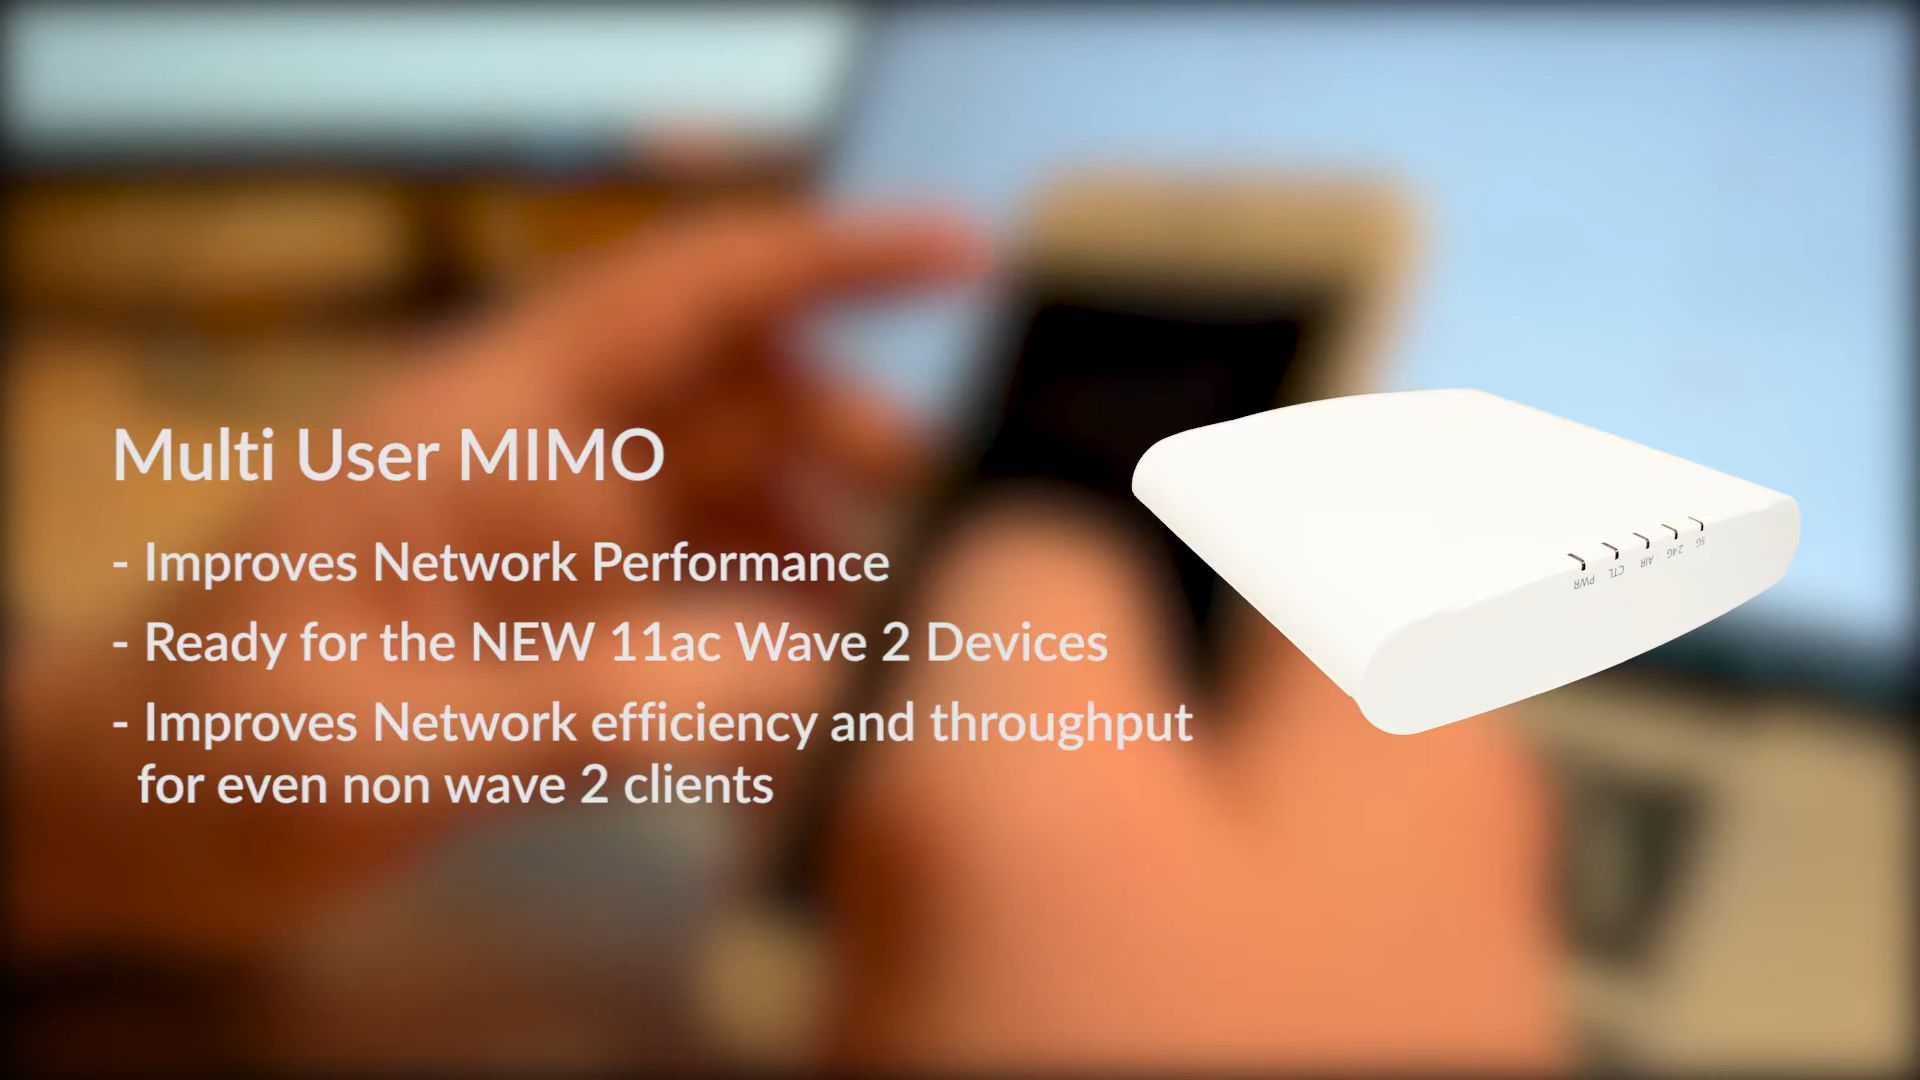 Multi User MIMO
- Improves Network Performance
- Ready for the NEW 11ac Wave 2 Devices
- Improves Network efficiency and throughput
for even non wave 2 clients
PWR
CTL
AIR
2.4G
5G